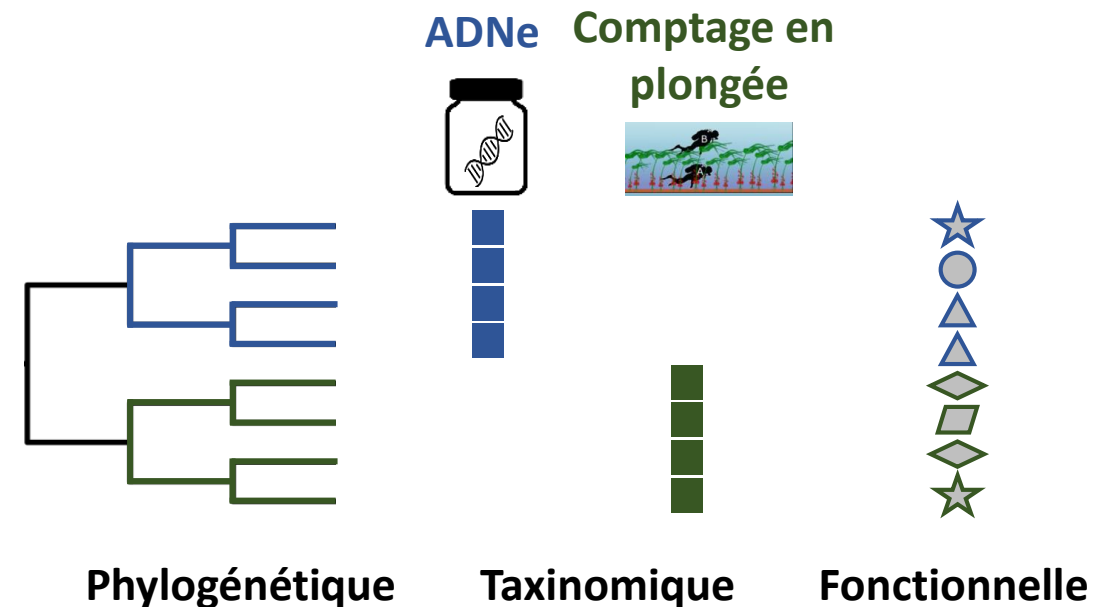 ADNe
Comptage en
plongée
B
A
Phylogénétique
Taxinomique
Fonctionnelle